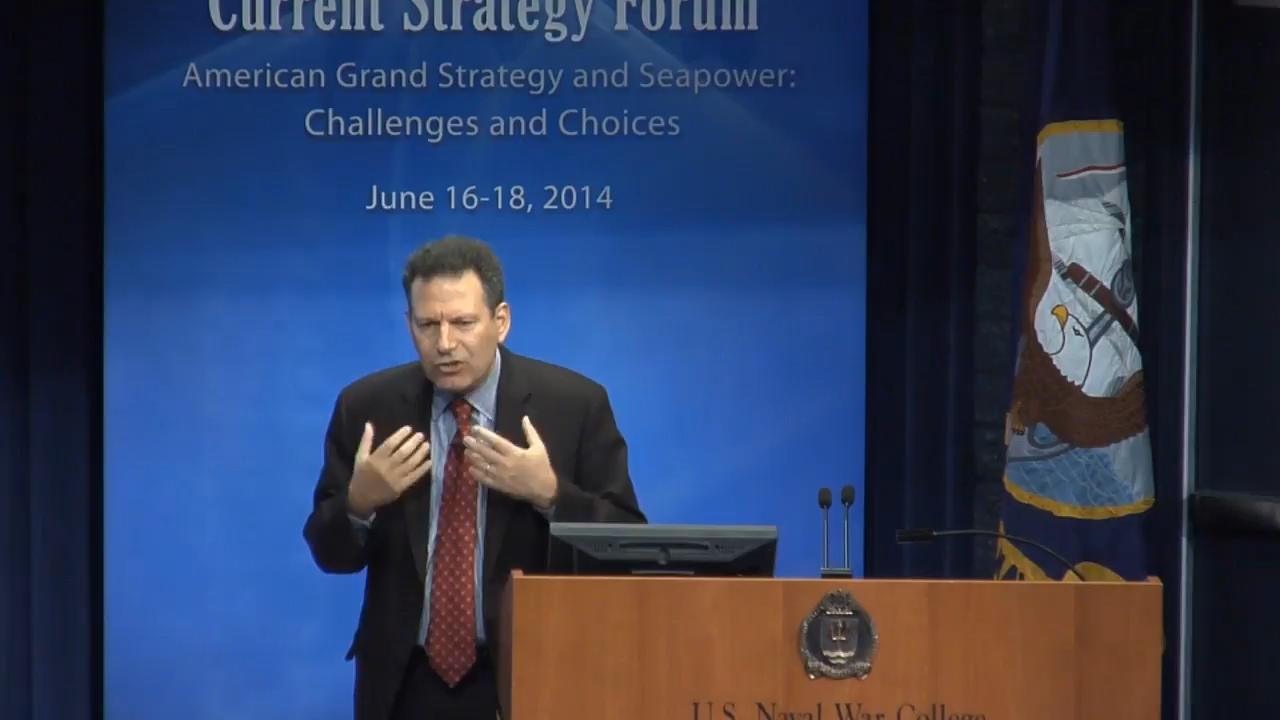 Current Strategy Forum
American Grand Strategy and Seapower:
Challenges and Choices
June 16-18, 2014
U.S. Naval War College